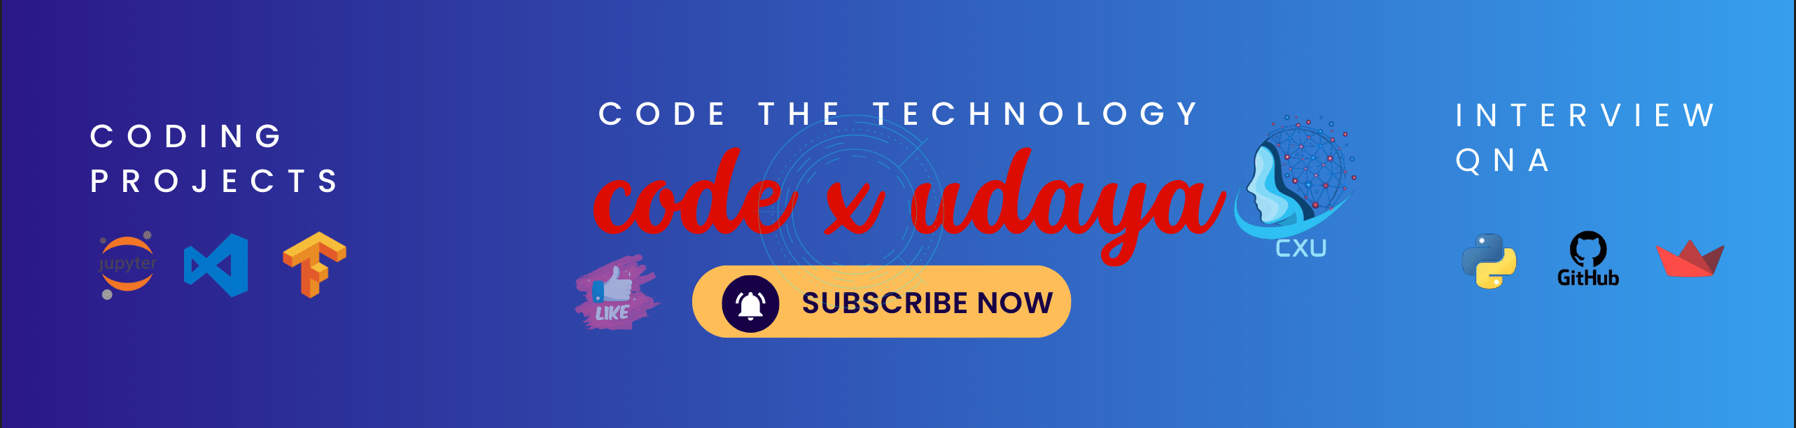 CODING
PROJECTS
jupyter
CODE THE TECHNOLOGY
code x udaya
CXU
LIKE
SUBSCRIBE NOW
INTERVIEW
QNA
GitHub